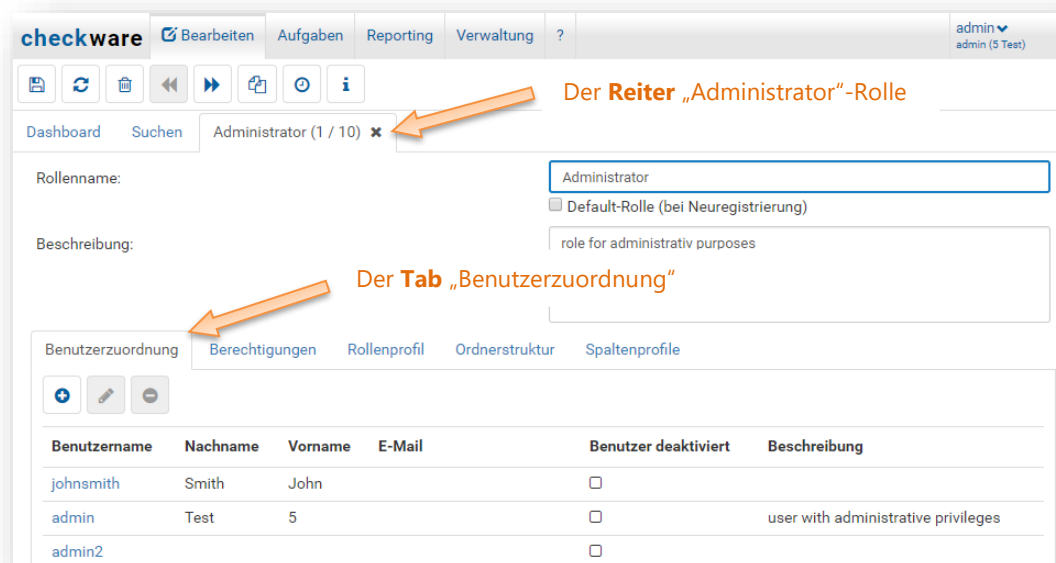 checkware Bearbeiten Aufgaben Reporting Verwaltung ? admin
admin (5 Test)
Der Reiter „Administrator“-Rolle
Dashboard Suchen Administrator (1 / 10)
Rollenname: Administrator
Default-Rolle (bei Neuregistrierung)
Beschreibung: role for administrativ purposes
Der Tab „Benutzerzuordnung“
Benutzerzuordnung Berechtigungen Rollenprofil Ordnerstruktur Spaltenprofile
Benutzername Nachname Vorname E-Mail Benutzer deaktiviert Beschreibung
johnsmith Smith John
admin Test 5 user with administrative privileges
admin2